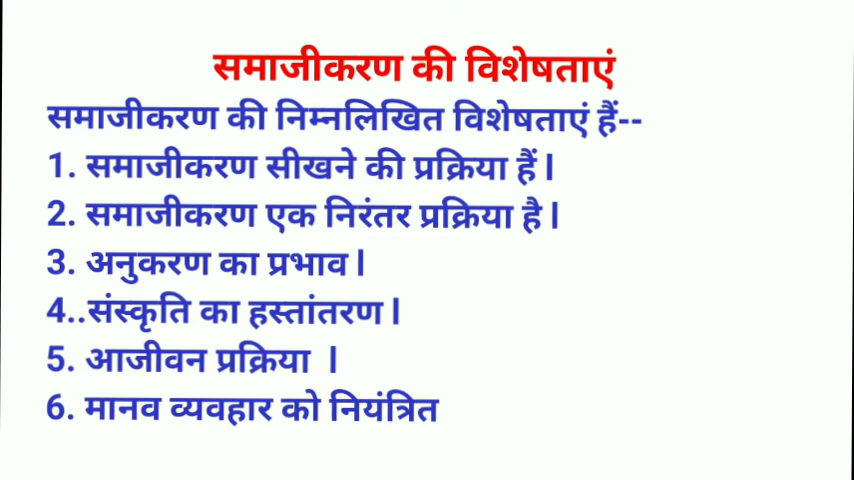 समाजीकरण की विशेषताएं
समाजीकरण की निम्नलिखित विशेषताएं हैं--
1. समाजीकरण सीखने की प्रक्रिया हैं।
2. समाजीकरण एक निरंतर प्रक्रिया है।
3. अनुकरण का प्रभाव।
4..संस्कृति का हस्तांतरण।
5. आजीवन प्रक्रिया ।
6. मानव व्यवहार को नियंत्रित